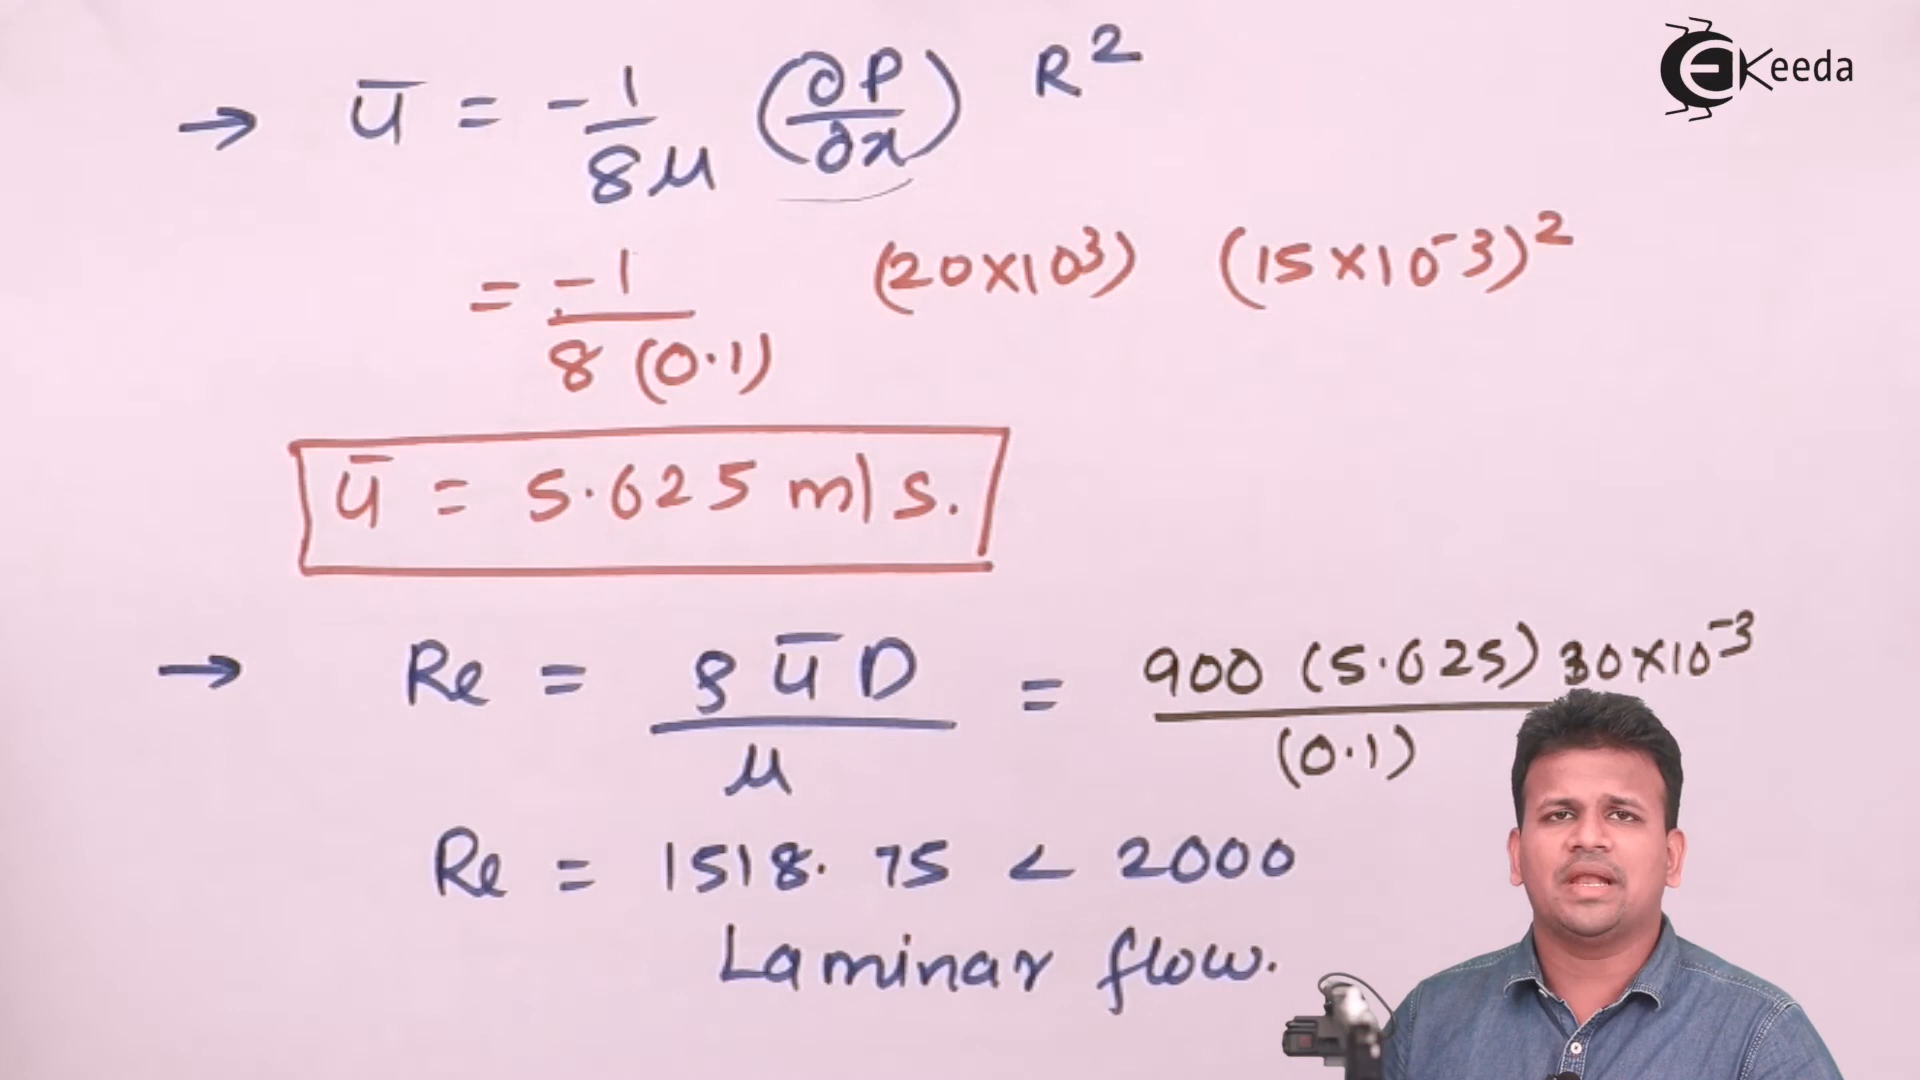 EKeeda
→ ū = -1/8μ (∂P/∂x) R²
= -1/8(0.1) (20×10³) (15×10⁻³)²
ū = 5.625 m/s.
→ Re = ρ ū D/μ = 900 (5.625) 30×10⁻³/(0.1)
Re = 1518.75 < 2000
Laminar flow.